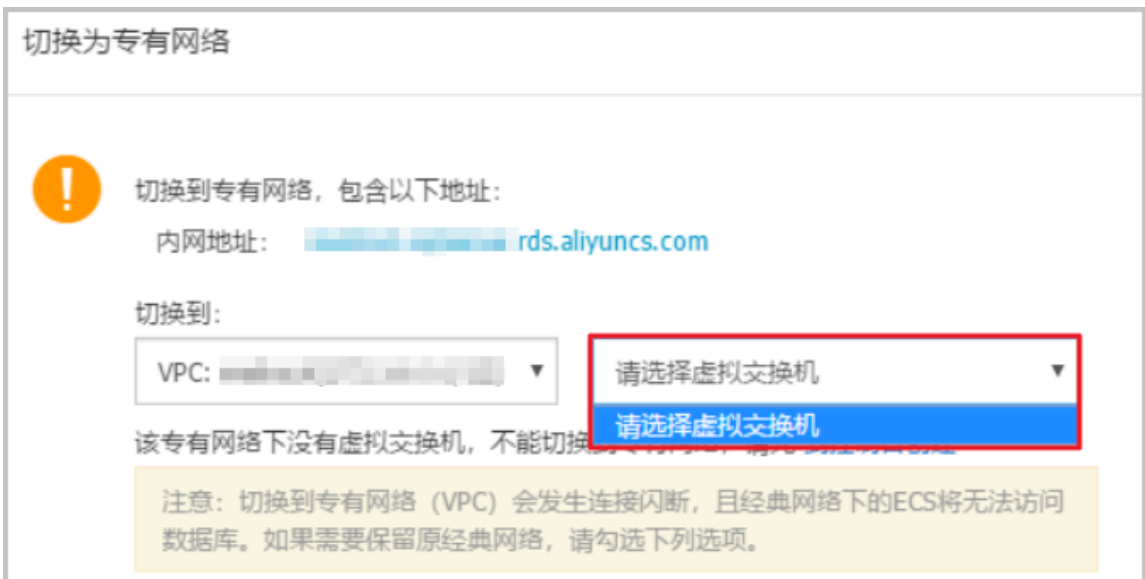 切换为专有网络
切换到专有网络，包含以下地址：
内网地址： rds.aliyuncs.com
切换到：
VPC:
请选择虚拟交换机
请选择虚拟交换机
该专有网络下没有虚拟交换机，不能切换
注意：切换到专有网络（VPC）会发生连接闪断，且经典网络下的ECS将无法访问
数据库。如果需要保留原经典网络，请勾选下列选项。